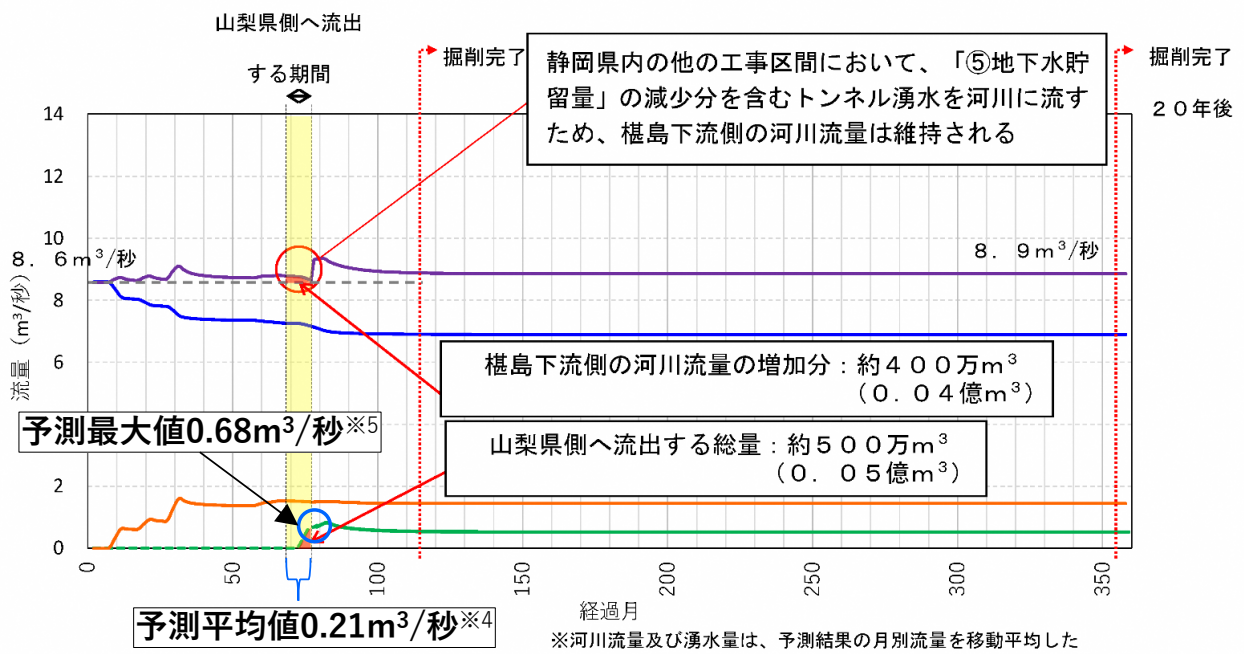 山梨県側へ流出
する期間
掘削完了
静岡県内の他の工事区間において、「⑤地下水貯
留量」の減少分を含むトンネル湧水を河川に流す
ため、椹島下流側の河川流量は維持される
掘削完了
２０年後
14
12
10
8
6
2
0
流量（m³/秒）
８．６ｍ³/秒
８．９ｍ³/秒
椹島下流側の河川流量の増加分：約４００万ｍ³
（０．０４億ｍ³）
予測最大値0.68m³/秒※5
山梨県側へ流出する総量：約５００万ｍ³
（０．０５億ｍ³）
0
50
100
150
200
250
300
350
経過月
予測平均値0.21m³/秒※4
※河川流量及び湧水量は、予測結果の月別流量を移動平均した